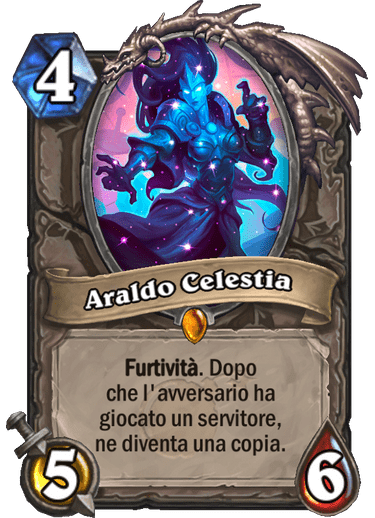 4
Araldo Celestia
Furtività. Dopo
che l'avversario ha
giocato un servitore,
ne diventa una copia.
5
6